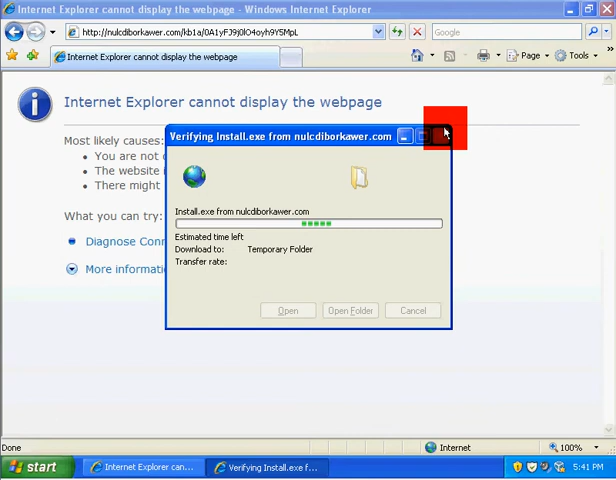 Internet Explorer cannot display the webpage - Windows Internet Explorer
http://nulcdiborkawer.com/kb1a/0A1yFJ9j0lO4oyh9Y5MpL
Google
Internet Explorer cannot display the webpage
Page
Tools
Internet Explorer cannot display the webpage
Most likely causes:
You are not c
The website i
There might
What you can try:
Diagnose Conn
More informatio
Verifying Install.exe from nulcdiborkawer.com
Install.exe from nulcdiborkawer.com
Estimated time left
Download to: Temporary Folder
Transfer rate:
Open
Open Folder
Cancel
Done
Internet
100%
start
Internet Explorer can...
Verifying Install.exe f...
5:41 PM